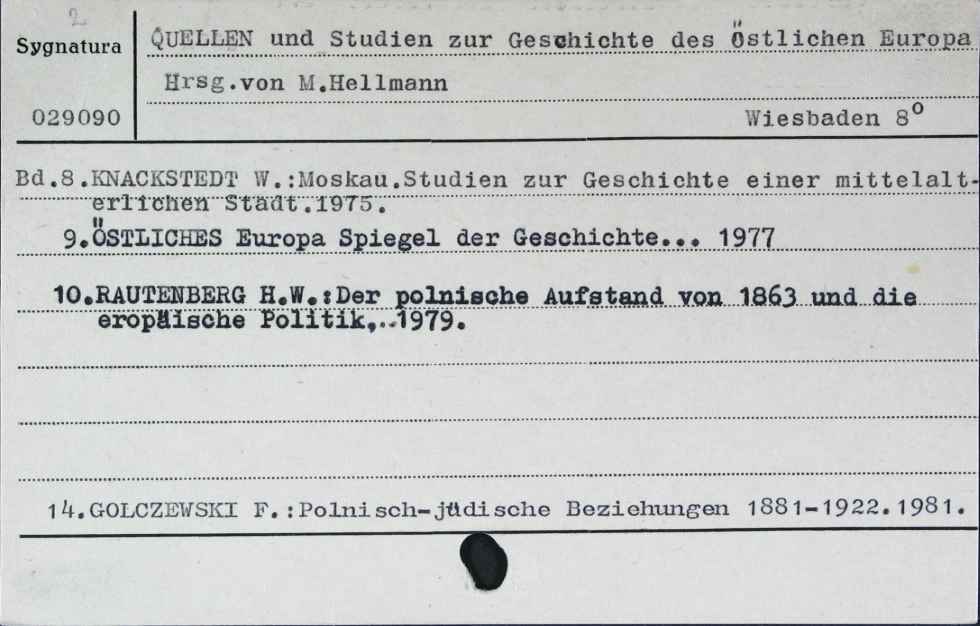 2
Sygnatura
QUELLEN und Studien zur Geschichte des Östlichen Europa
Hrsg.von M.Hellmann
029090
Wiesbaden 8°
Bd.8.KNACKSTEDT W.:Moskau.Studien zur Geschichte einer mittelalt-
erlichen Stadt.1975.
9.ÖSTLICHES Europa Spiegel der Geschichte... 1977
10.RAUTENBERG H.W.:Der polnische Aufstand von 1863 und die
eropäische Politik, 1979.
14.GOLCZEWSKI F.:Polnisch-jüdische Beziehungen 1881-1922.1981.